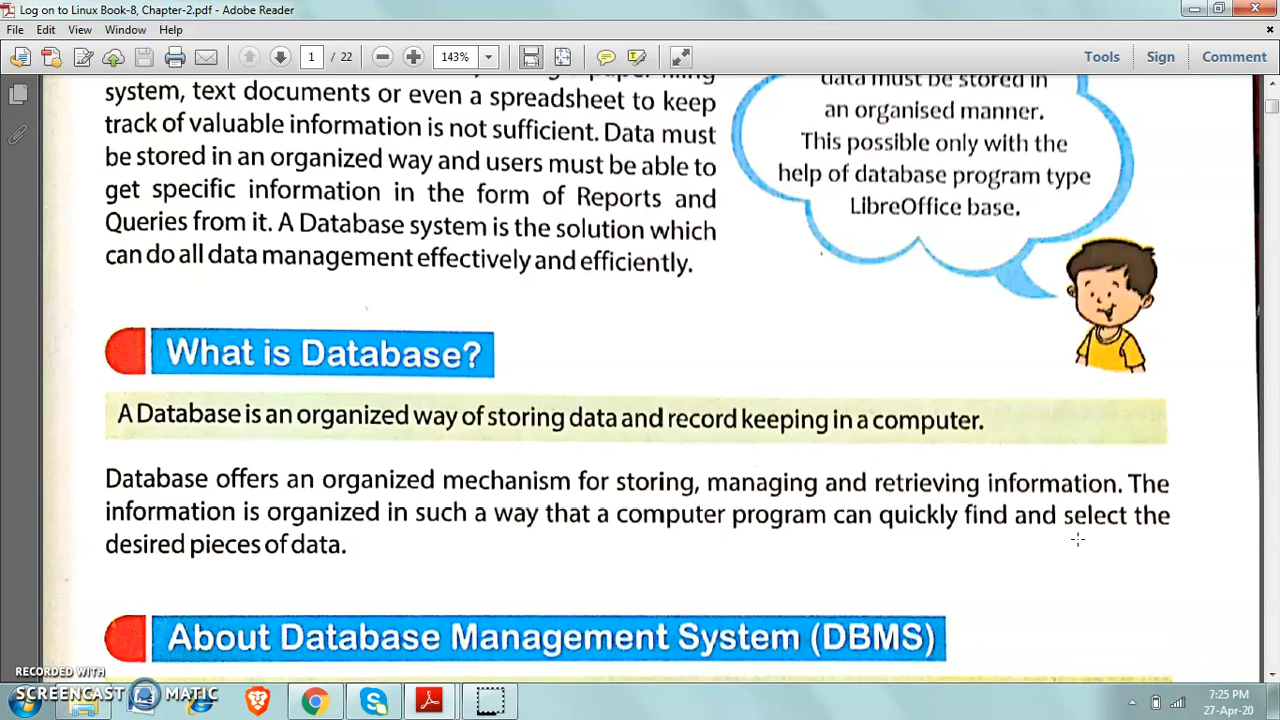 Log on to Linux Book-8, Chapter-2.pdf - Adobe Reader
File Edit View Window Help
1 / 22 143% Tools Sign Comment
system, text documents or even a spreadsheet to keep
track of valuable information is not sufficient. Data must
be stored in an organized way and users must be able to
get specific information in the form of Reports and
Queries from it. A Database system is the solution which
can do all data management effectively and efficiently.
data must be stored in
an organised manner.
This possible only with the
help of database program type
LibreOffice base.
What is Database?
A Database is an organized way of storing data and record keeping in a computer.
Database offers an organized mechanism for storing, managing and retrieving information. The
information is organized in such a way that a computer program can quickly find and select the
desired pieces of data.
About Database Management System (DBMS)
RECORDED WITH
SCREENCAST MATIC
7:25 PM
27-Apr-20